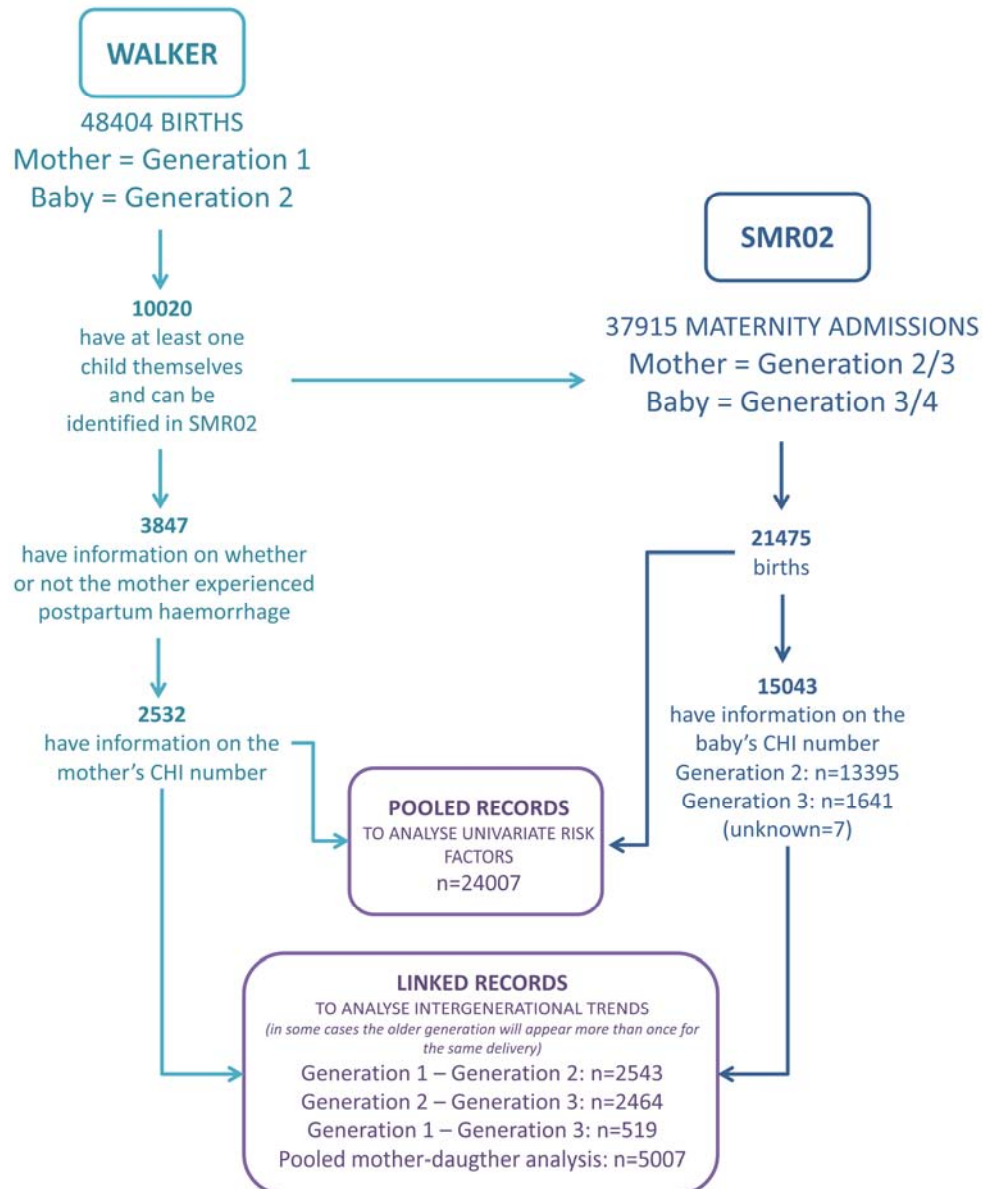 WALKER
48404 BIRTHS
Mother = Generation 1
Baby = Generation 2
10020
have at least one
child themselves
and can be
identified in SMR02
3847
have information on whether
or not the mother experienced
postpartum haemorrhage
2532
have information on the
mother's CHI number
SMR02
37915 MATERNITY ADMISSIONS
Mother = Generation 2/3
Baby = Generation 3/4
21475
births
15043
have information on the
baby's CHI number
Generation 2: n=13395
Generation 3: n=1641
(unknown=7)
POOLED RECORDS
TO ANALYSE UNIVARIATE RISK
FACTORS
n=24007
LINKED RECORDS
TO ANALYSE INTERGENERATIONAL TRENDS
(in some cases the older generation will appear more than once for
the same delivery)
Generation 1 – Generation 2: n=2543
Generation 2 – Generation 3: n=2464
Generation 1 – Generation 3: n=519
Pooled mother-daugther analysis: n=5007